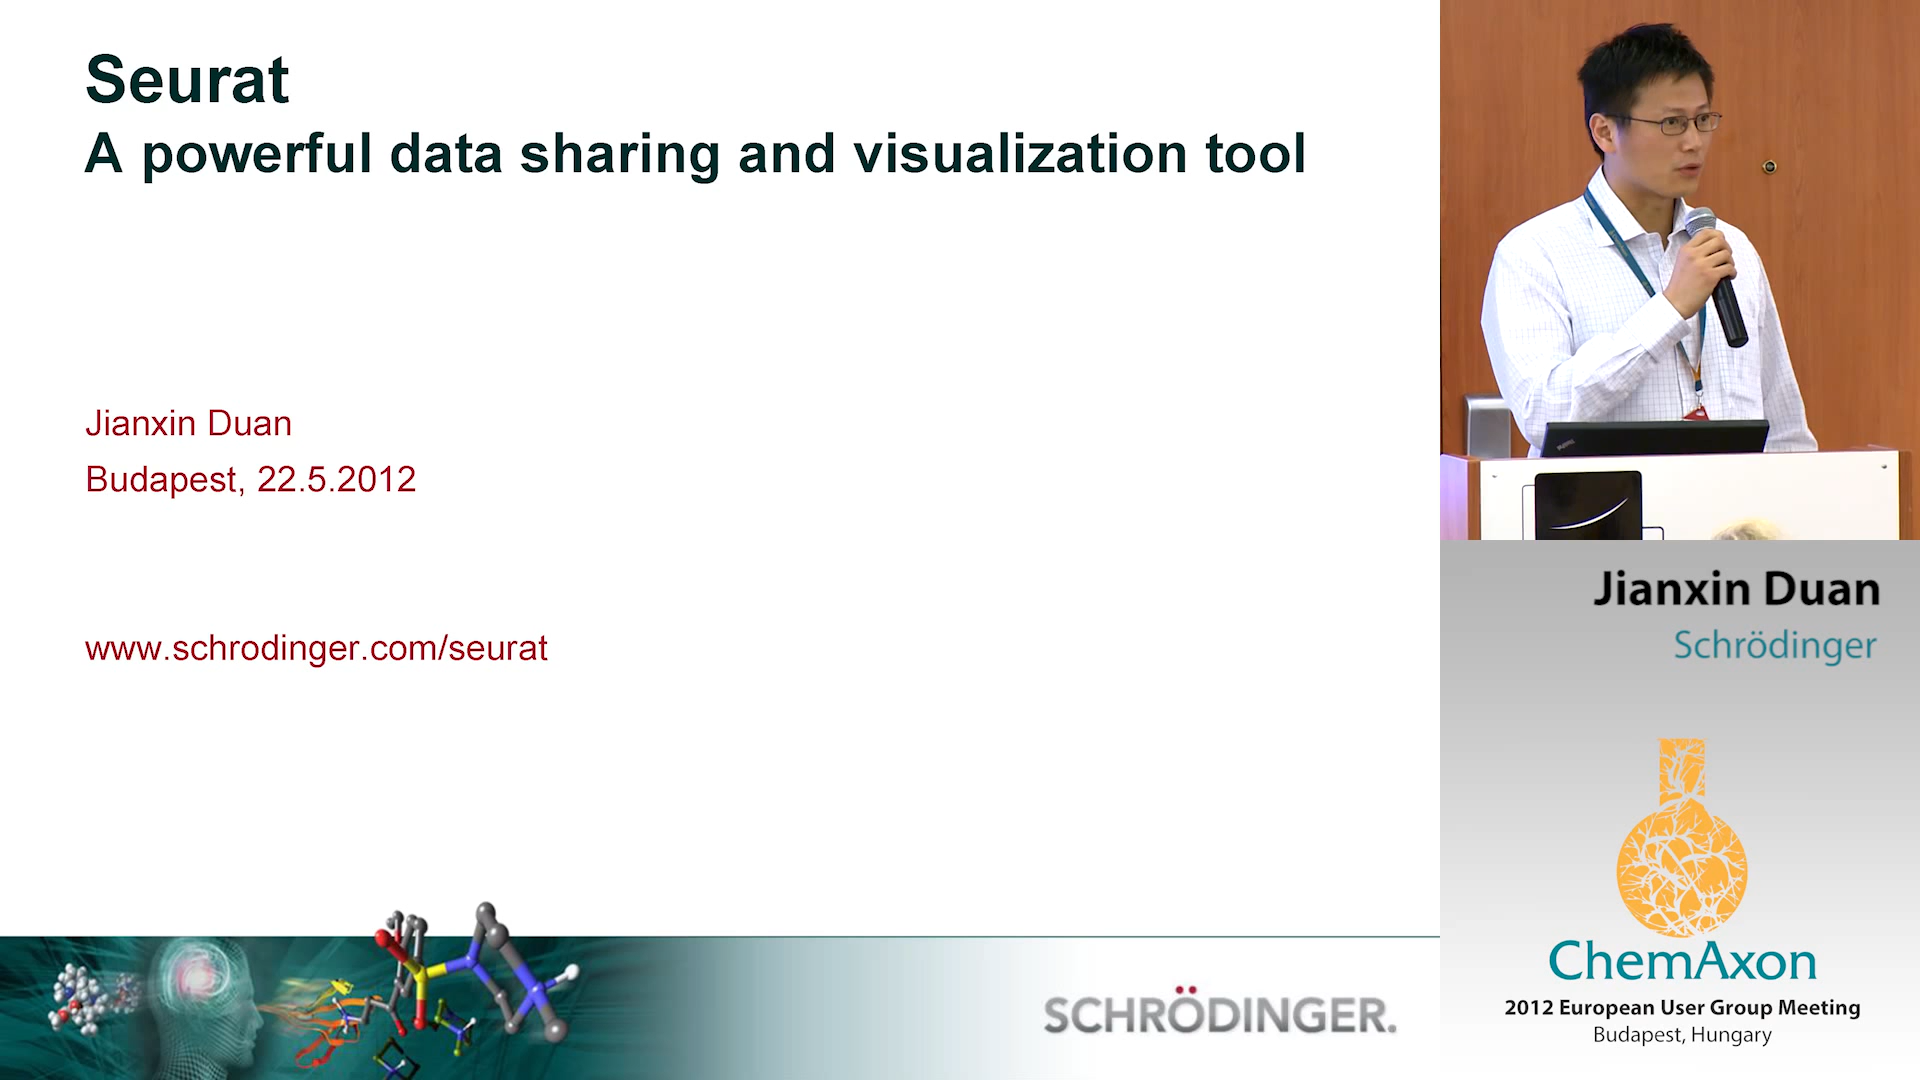 Seurat
A powerful data sharing and visualization tool
Jianxin Duan
Budapest, 22.5.2012
www.schrodinger.com/seurat
SCHRÖDINGER.
Jianxin Duan
Schrödinger
ChemAxon
2012 European User Group Meeting
Budapest, Hungary